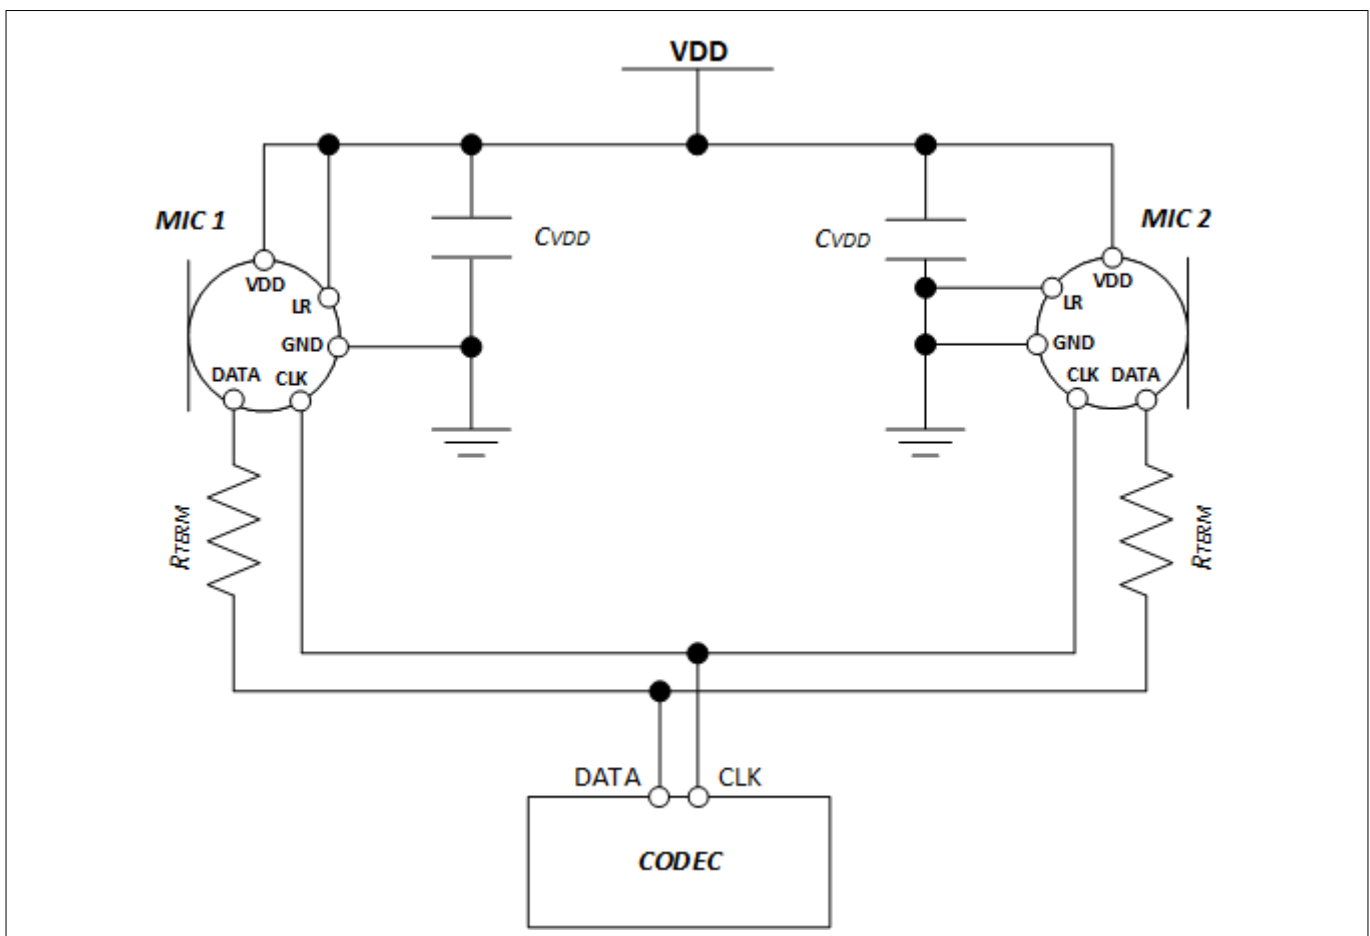 VDD
MIC 1
CVDD
CVDD
MIC 2
VDD
LR
GND
DATA
CLK
VDD
LR
GND
CLK
DATA
RTERM
RTERM
DATA
CLK
CODEC